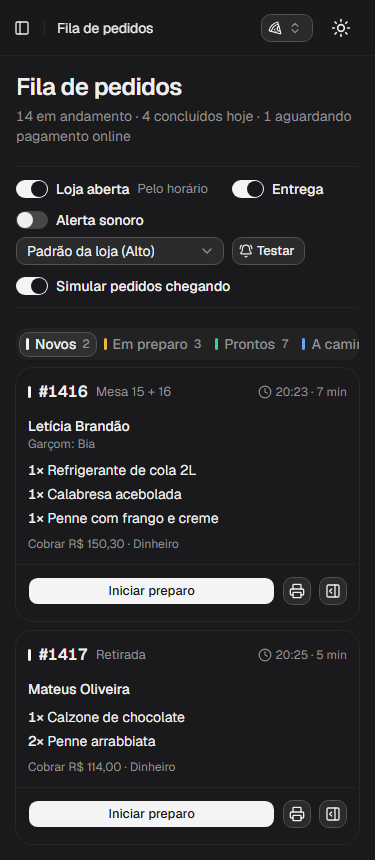 Fila de pedidos
Fila de pedidos
14 em andamento · 4 concluídos hoje · 1 aguardando
pagamento online
Loja aberta Pelo horário Entrega
Alerta sonoro
Padrão da loja (Alto) Testar
Simular pedidos chegando
Novos 2 Em preparo 3 Prontos 7 A camin
#1416 Mesa 15 + 16 20:23 · 7 min
Letícia Brandão
Garçom: Bia
1× Refrigerante de cola 2L
1× Calabresa acebolada
1× Penne com frango e creme
Cobrar R$ 150,30 · Dinheiro
Iniciar preparo
#1417 Retirada 20:25 · 5 min
Mateus Oliveira
1× Calzone de chocolate
2× Penne arrabbiata
Cobrar R$ 114,00 · Dinheiro
Iniciar preparo